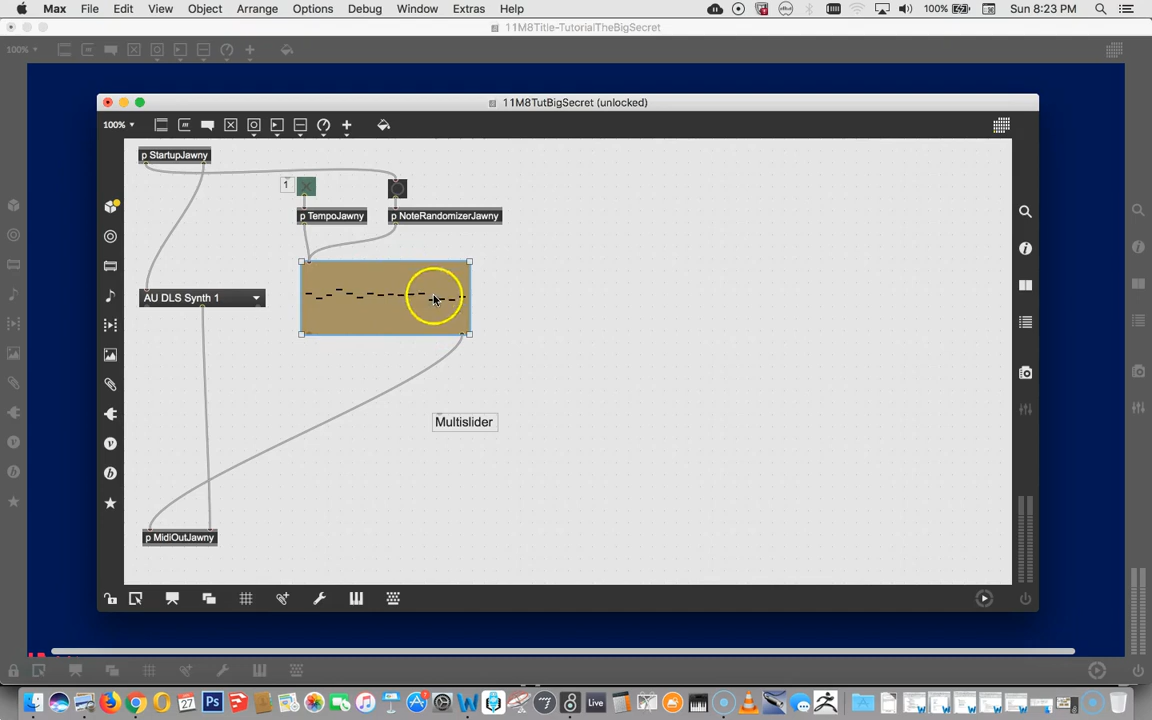 Max File Edit View Object Arrange Options Debug Window Extras Help 100% Sun 8:23 PM
11M8Title-TutorialTheBigSecret
100%
11M8TutBigSecret (unlocked)
100%
p StartupJawny
1
p TempoJawny p NoteRandomizerJawny
AU DLS Synth 1
Multislider
p MidiOutJawny
Live